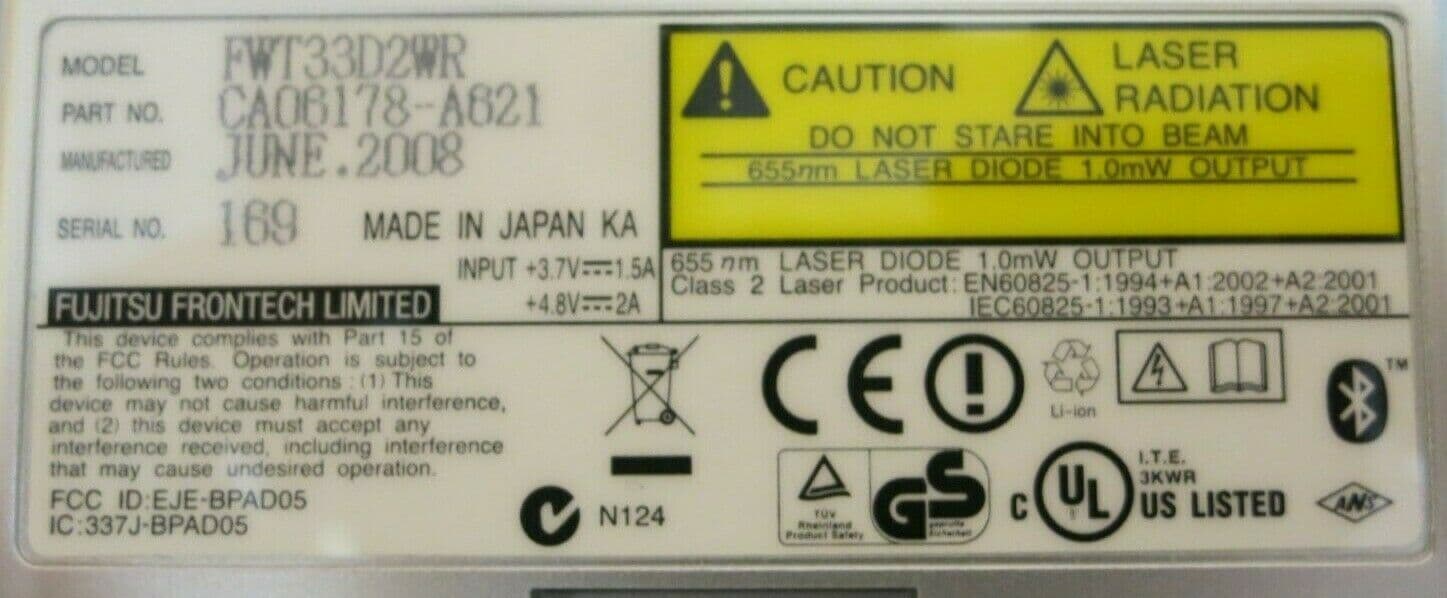 MODEL FWT33D2WR
PART NO. CA06178-A621
MANUFACTURED JUNE.2008
SERIAL NO. 169 MADE IN JAPAN KA
INPUT +3.7V⎓1.5A
+4.8V⎓2A
FUJITSU FRONTECH LIMITED
CAUTION
LASER
RADIATION
DO NOT STARE INTO BEAM
655nm LASER DIODE 1.0mW OUTPUT
655 nm LASER DIODE 1.0mW OUTPUT
Class 2 Laser Product: EN60825-1:1994+A1:2002+A2:2001
IEC60825-1:1993+A1:1997+A2:2001
This device complies with Part 15 of
the FCC Rules. Operation is subject to
the following two conditions : (1) This
device may not cause harmful interference,
and (2) this device must accept any
interference received, including interference
that may cause undesired operation.
FCC ID:EJE-BPAD05
IC:337J-BPAD05
CE
Li-ion
TM
N124
TÜV
Rheinland
Product Safety
GS
geprüfte
Sicherheit
C UL US LISTED
I.T.E.
3KWR
ANS